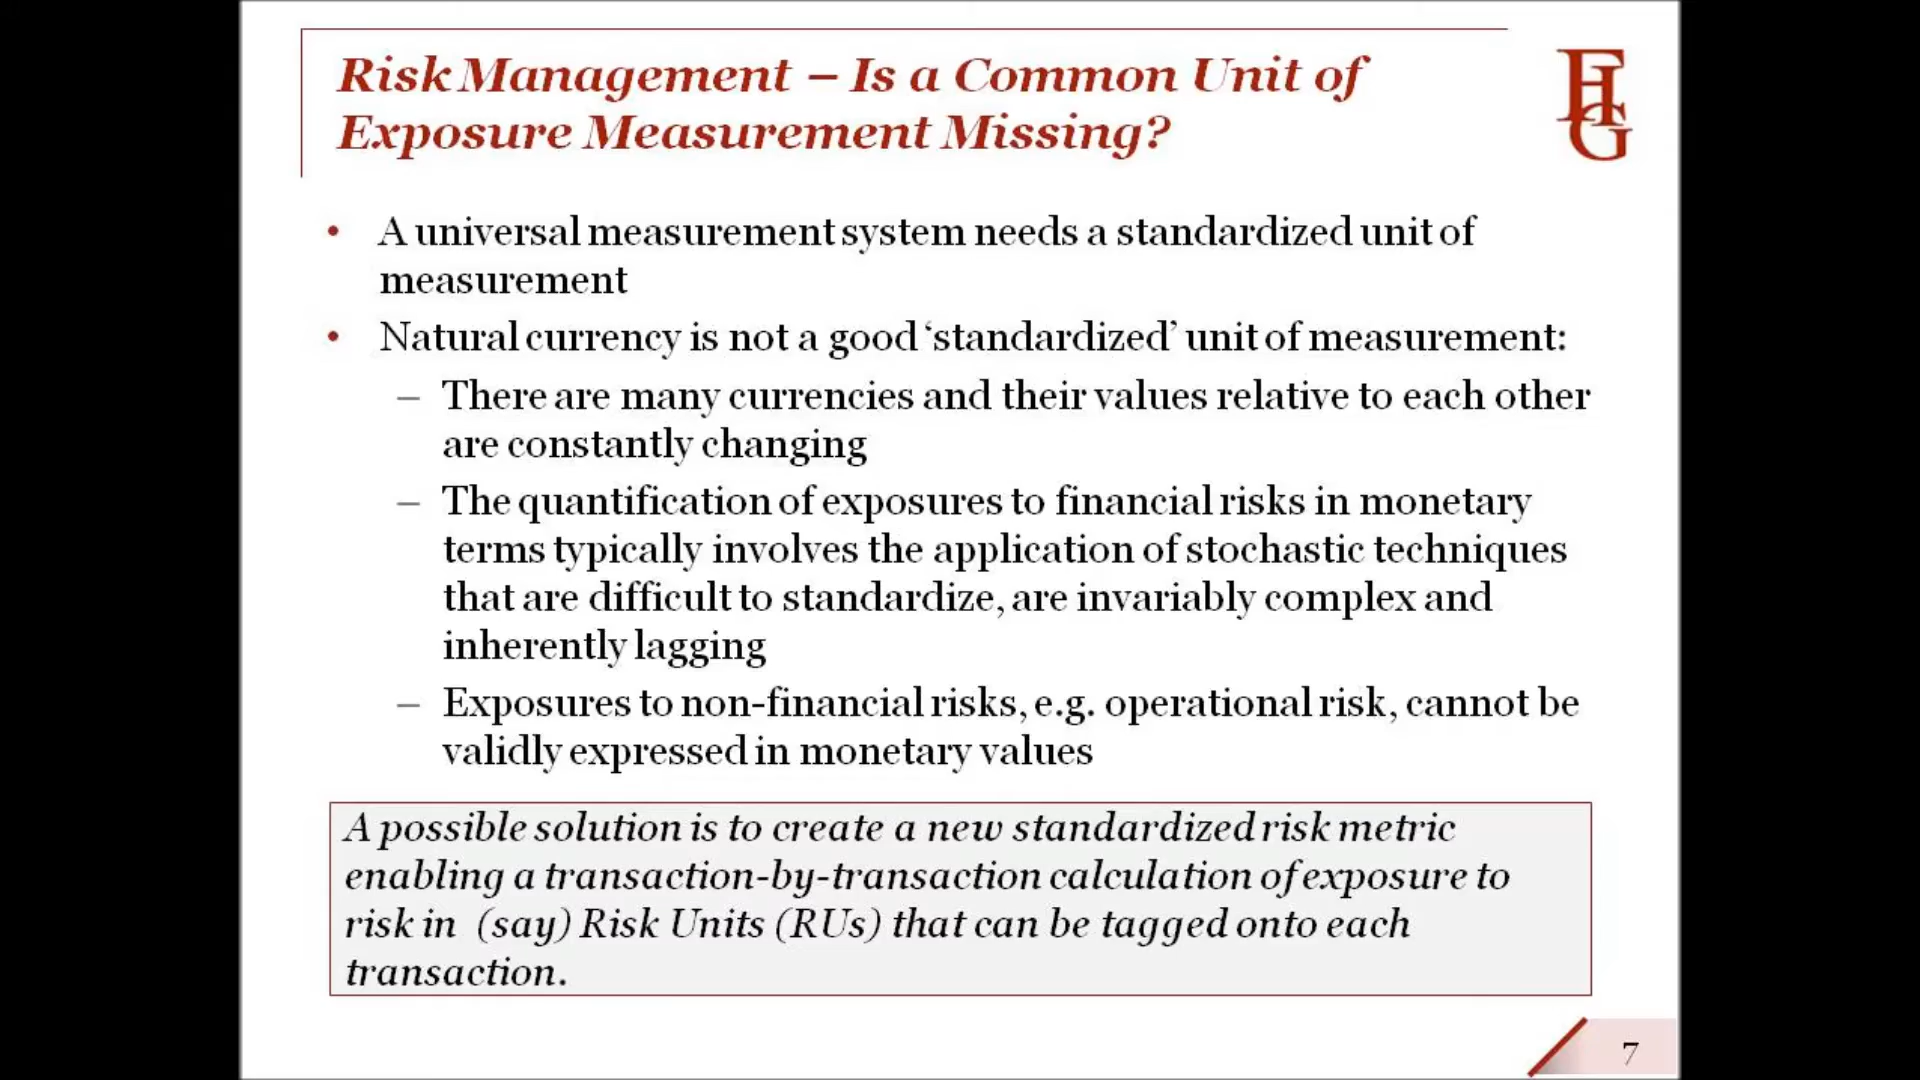 Risk Management – Is a Common Unit of
Exposure Measurement Missing?
FHG
• A universal measurement system needs a standardized unit of
measurement
• Natural currency is not a good ‘standardized’ unit of measurement:
– There are many currencies and their values relative to each other
are constantly changing
– The quantification of exposures to financial risks in monetary
terms typically involves the application of stochastic techniques
that are difficult to standardize, are invariably complex and
inherently lagging
– Exposures to non-financial risks, e.g. operational risk, cannot be
validly expressed in monetary values
A possible solution is to create a new standardized risk metric
enabling a transaction-by-transaction calculation of exposure to
risk in (say) Risk Units (RUs) that can be tagged onto each
transaction.
7